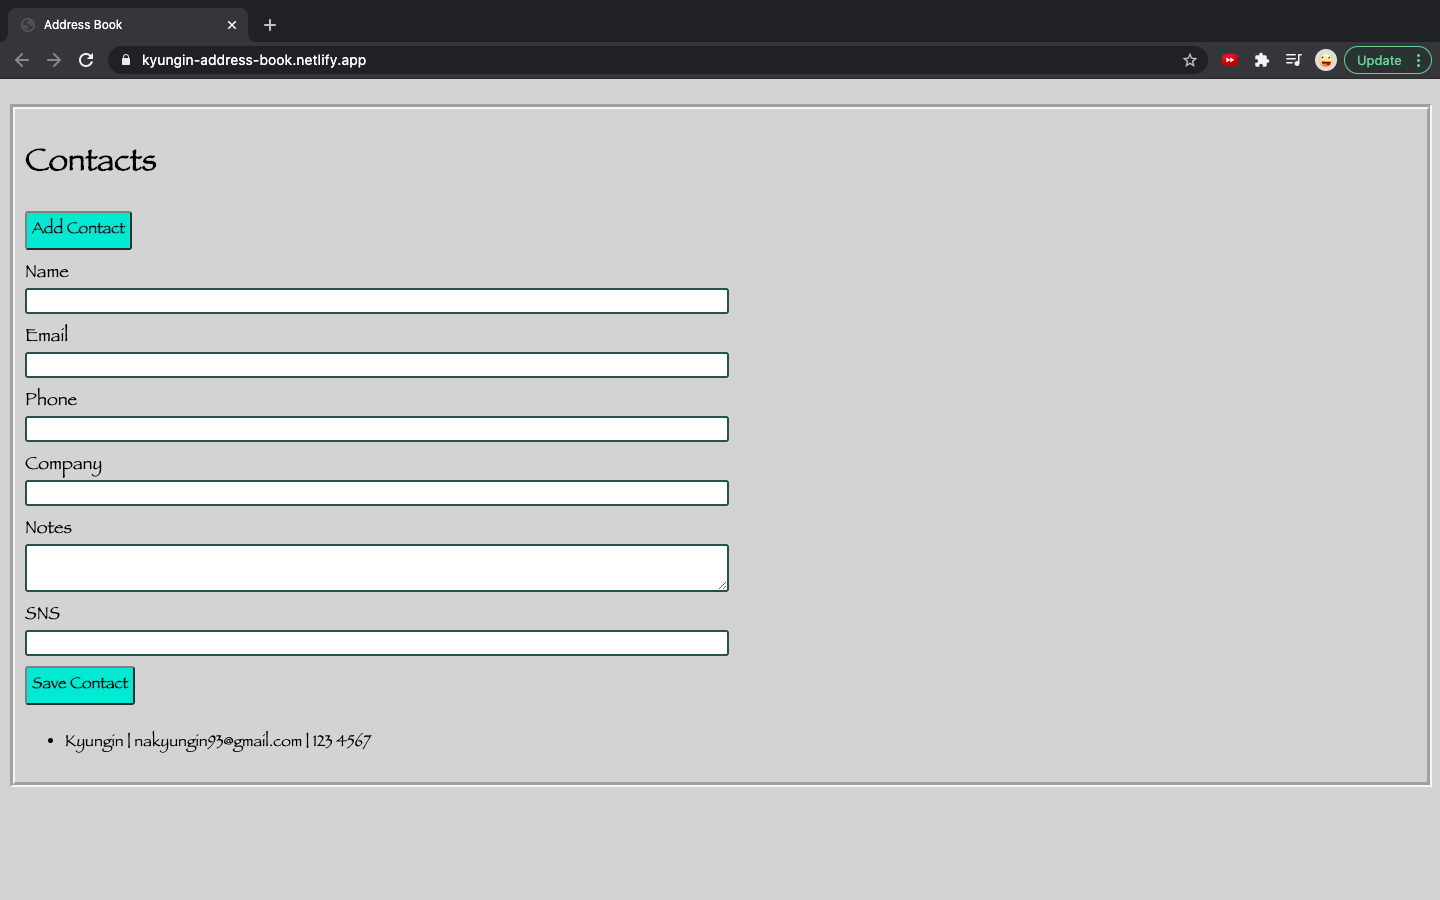 Address Book
kyungin-address-book.netlify.app
Update
Contacts
Add Contact
Name
Email
Phone
Company
Notes
SNS
Save Contact
• Kyungin | nakyungin93@gmail.com | 123 4567